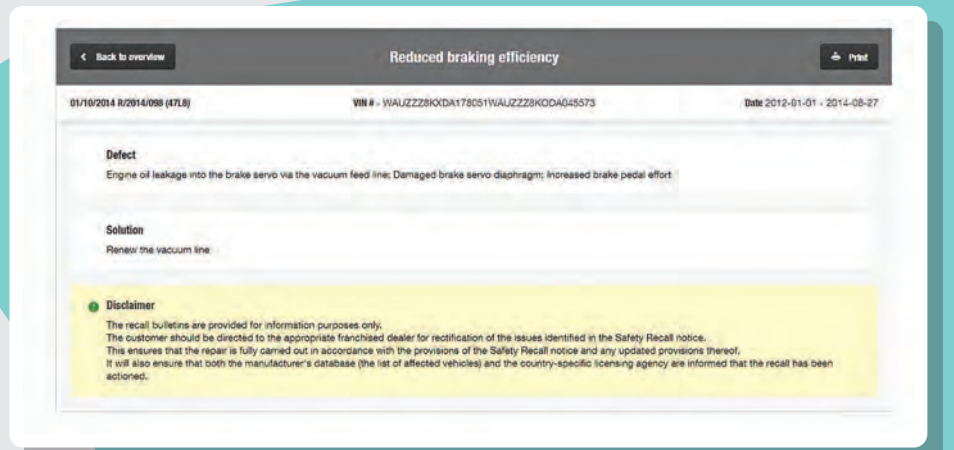 Back to overview
Reduced braking efficiency
Print
01/10/2014 R/2014/098 (47L8)
VIN # - WAUZZZ8KXDA178051WAUZZZ8KODA045573
Date 2012-01-01 - 2014-08-27
Defect
Engine oil leakage into the brake servo via the vacuum feed line; Damaged brake servo diaphragm; Increased brake pedal effort
Solution
Renew the vacuum line
Disclaimer
The recall bulletins are provided for information purposes only.
The customer should be directed to the appropriate franchised dealer for rectification of the issues identified in the Safety Recall notice.
This ensures that the repair is fully carried out in accordance with the provisions of the Safety Recall notice and any updated provisions thereof.
It will also ensure that both the manufacturer's database (the list of affected vehicles) and the country-specific licensing agency are informed that the recall has been
actioned.